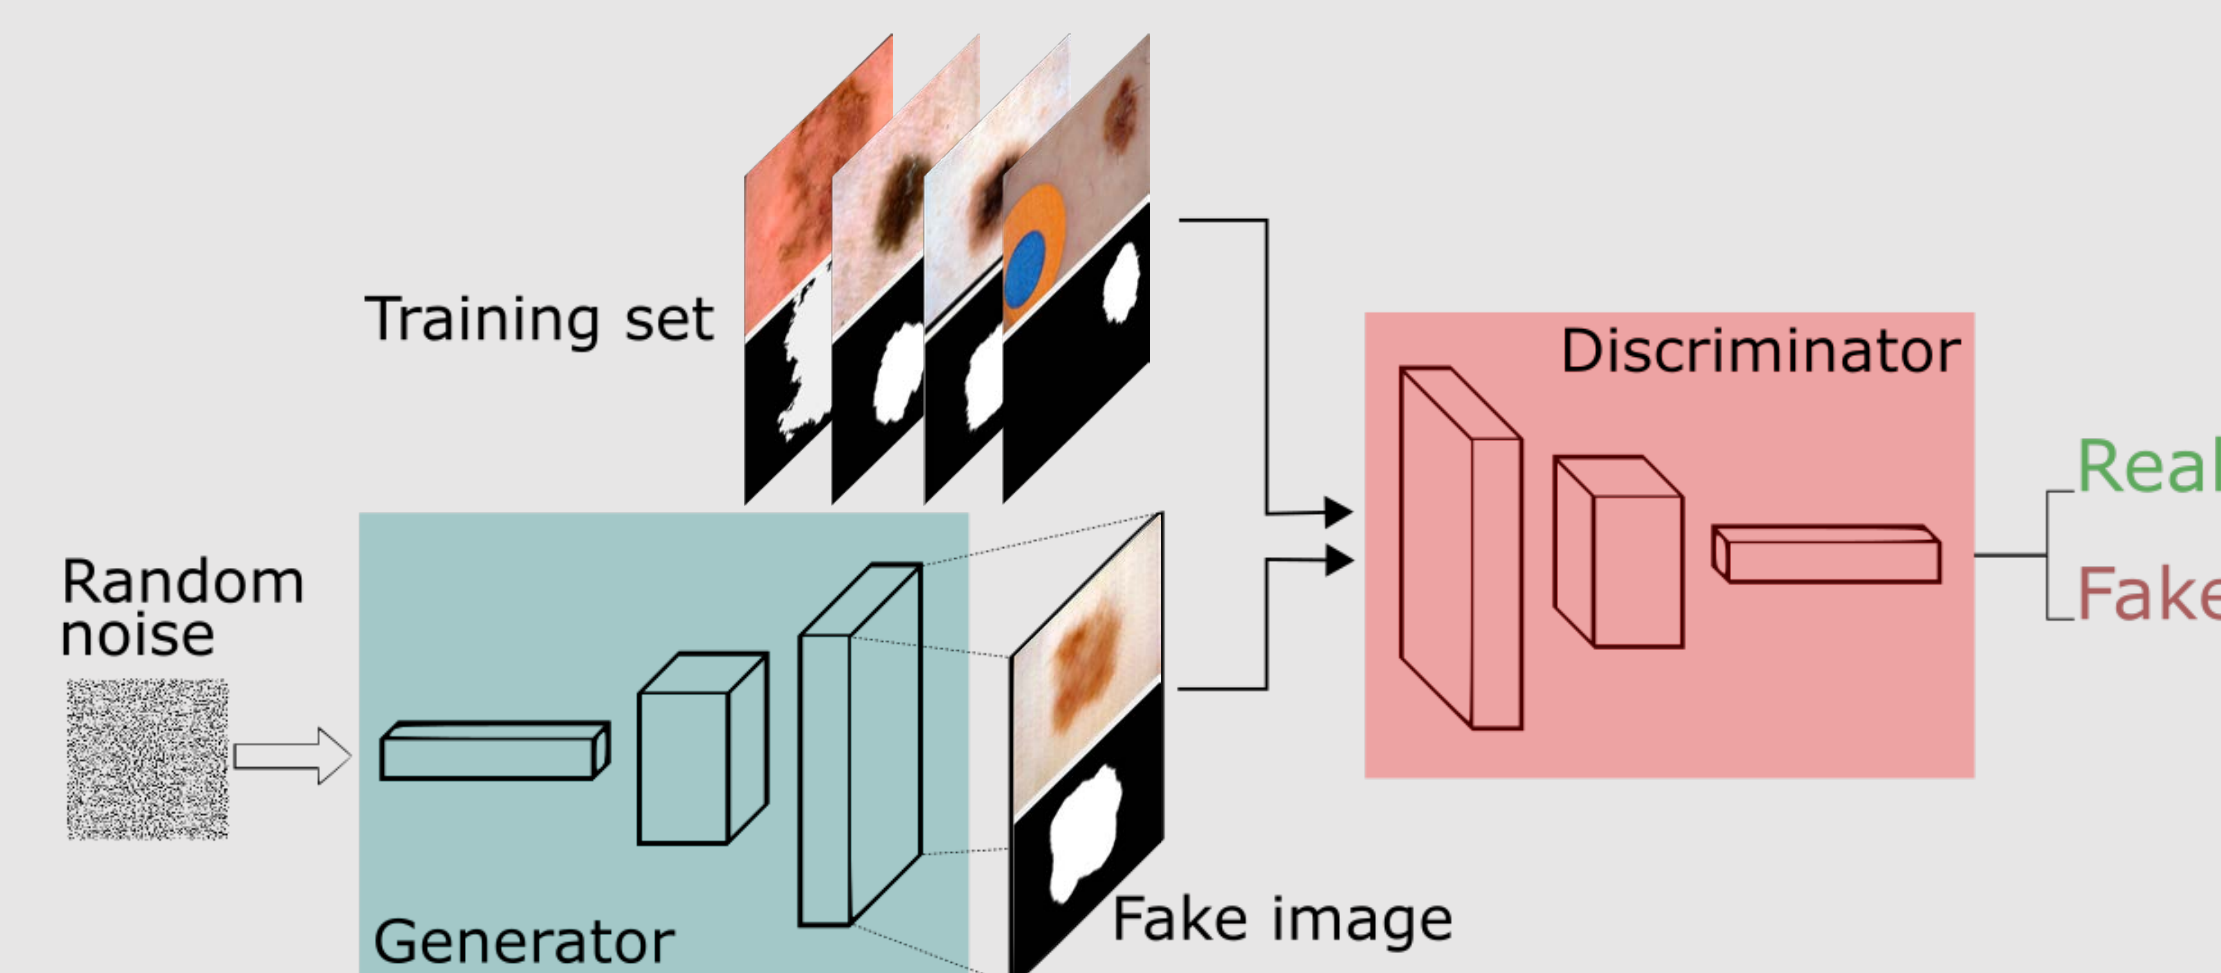 Training set
Discriminator
Real
Fake
Random
noise
Generator
Fake image